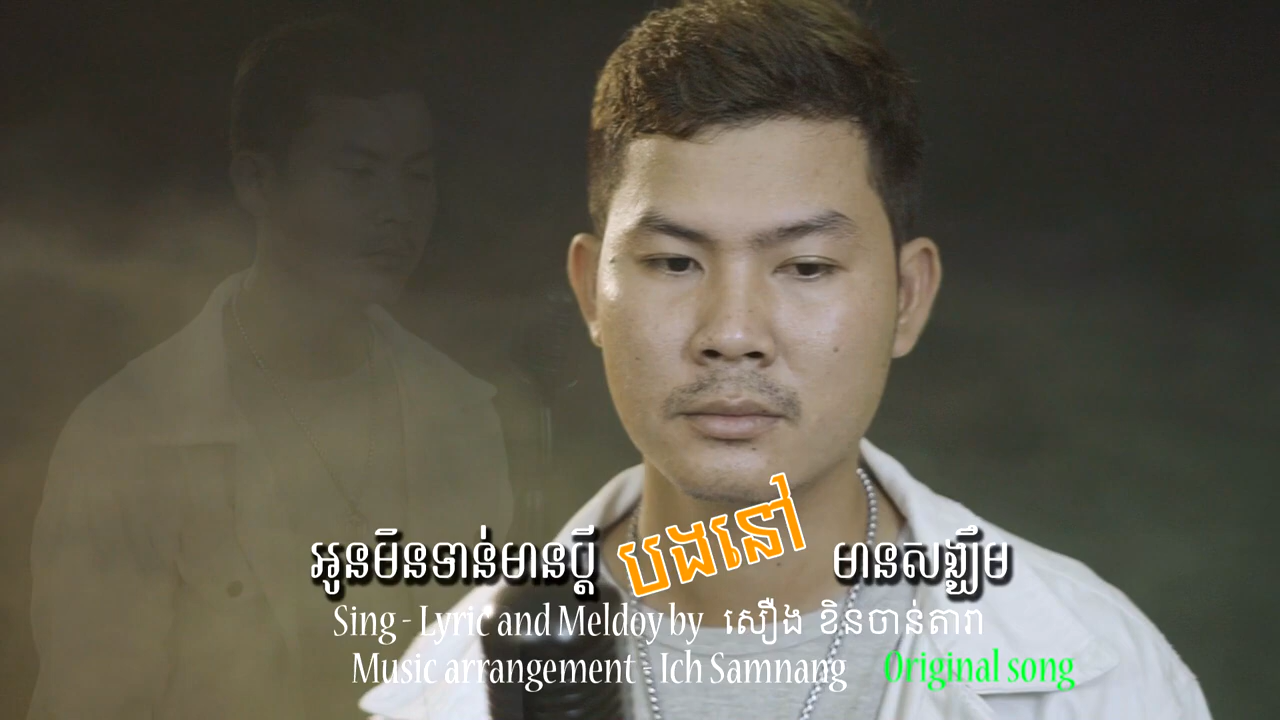 អូនមិនទាន់មានប្ដី បងនៅ មានសង្ឃឹម
Sing - Lyric and Meldoy by សឿង ខិនចាន់តារា
Music arrangement - Ich Samnang Original song